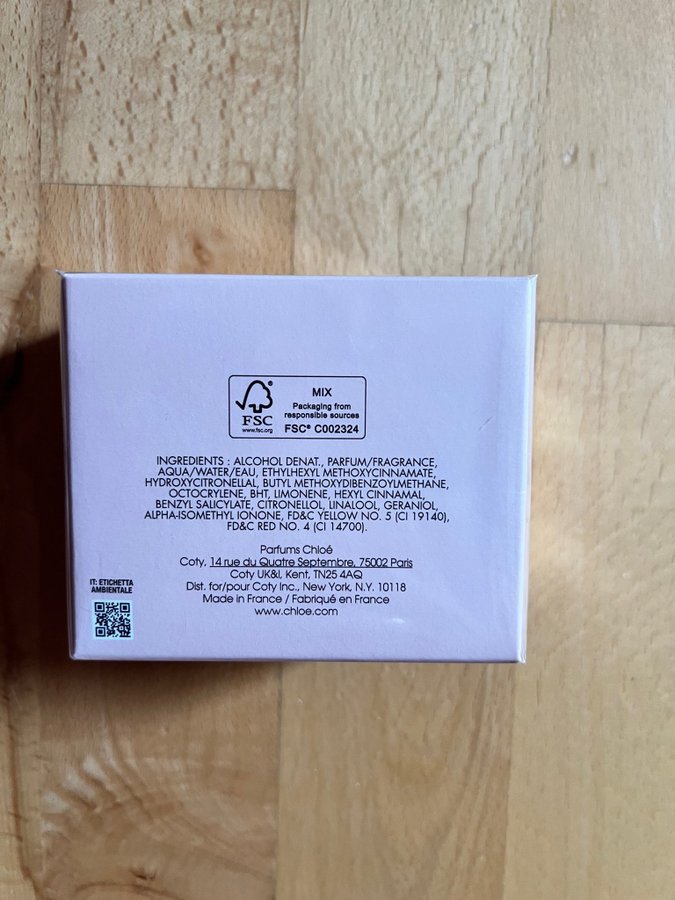 MIX
Packaging from
responsible sources
FSC® C002324
FSC
www.fsc.org
INGREDIENTS : ALCOHOL DENAT., PARFUM/FRAGRANCE,
AQUA/WATER/EAU, ETHYLHEXYL METHOXYCINNAMATE,
HYDROXYCITRONELLAL, BUTYL METHOXYDIBENZOYLMETHANE,
OCTOCRYLENE, BHT, LIMONENE, HEXYL CINNAMAL,
BENZYL SALICYLATE, CITRONELLOL, LINALOOL, GERANIOL,
ALPHA-ISOMETHYL IONONE, FD&C YELLOW NO. 5 (CI 19140),
FD&C RED NO. 4 (CI 14700).
Parfums Chloé
Coty, 14 rue du Quatre Septembre, 75002 Paris
Coty UK&I, Kent, TN25 4AQ
Dist. for/pour Coty Inc., New York, N.Y. 10118
Made in France / Fabriqué en France
www.chloe.com
IT: ETICHETTA
AMBIENTALE